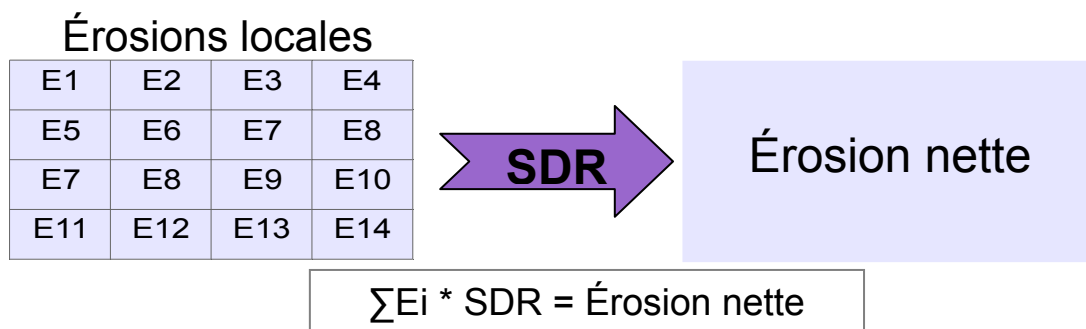 Érosions locales
E1 E2 E3 E4
E5 E6 E7 E8
E7 E8 E9 E10
E11 E12 E13 E14
SDR
Érosion nette
∑Ei * SDR = Érosion nette